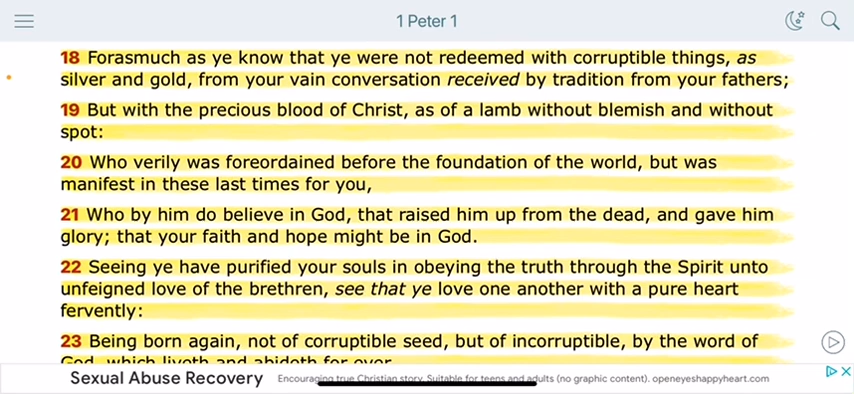 1 Peter 1
18 Forasmuch as ye know that ye were not redeemed with corruptible things, as
silver and gold, from your vain conversation received by tradition from your fathers;
19 But with the precious blood of Christ, as of a lamb without blemish and without
spot:
20 Who verily was foreordained before the foundation of the world, but was
manifest in these last times for you,
21 Who by him do believe in God, that raised him up from the dead, and gave him
glory; that your faith and hope might be in God.
22 Seeing ye have purified your souls in obeying the truth through the Spirit unto
unfeigned love of the brethren, see that ye love one another with a pure heart
fervently:
23 Being born again, not of corruptible seed, but of incorruptible, by the word of
God, which liveth and abideth for ever.
Sexual Abuse Recovery Encouraging true Christian story. Suitable for teens and adults (no graphic content). openeyeshappyheart.com